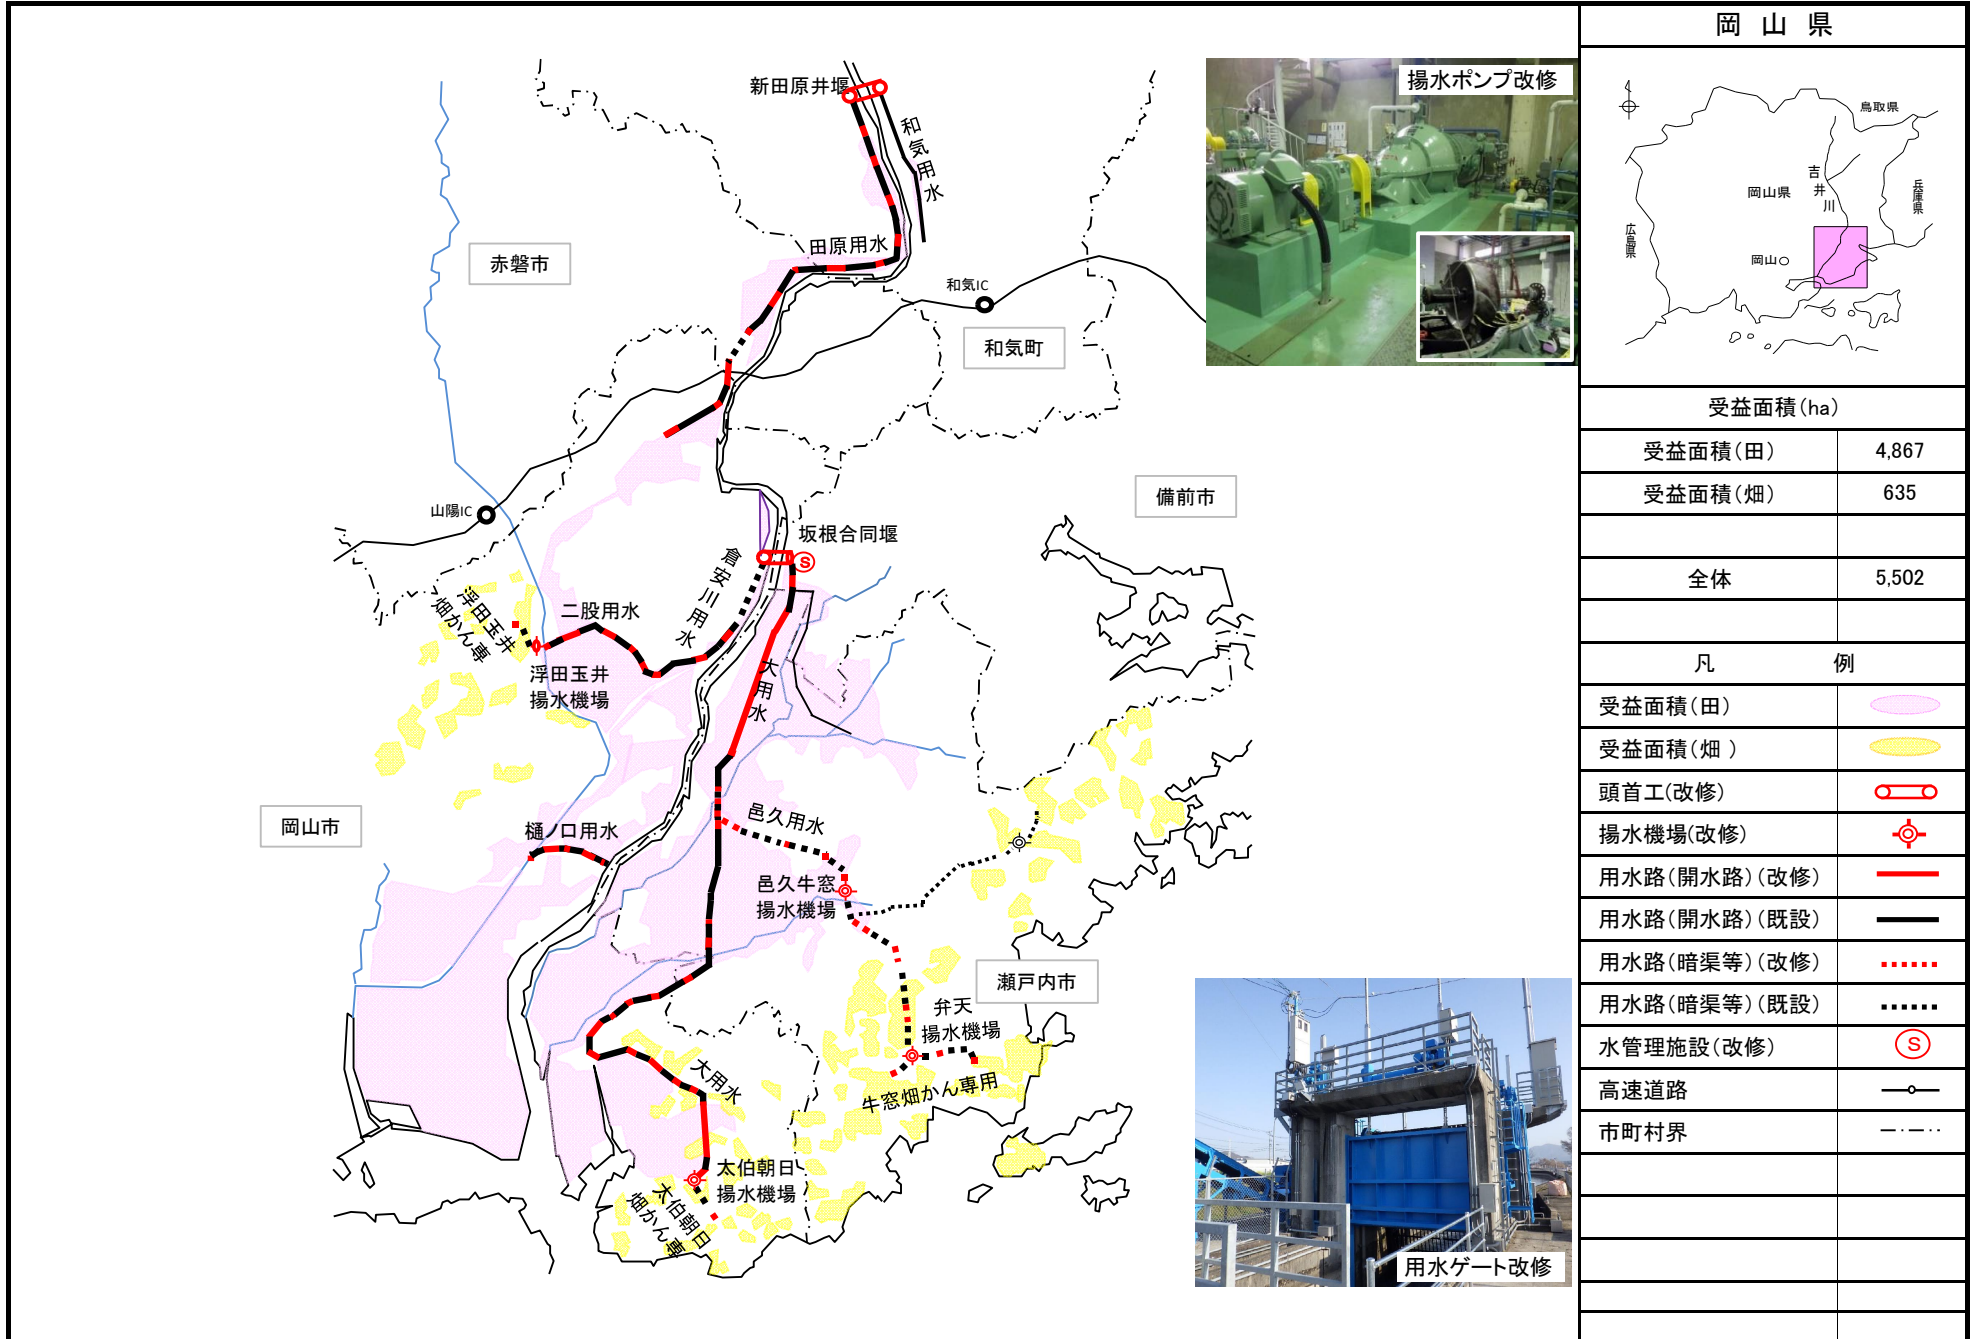 新田原井堰
和気用水
田原用水
赤磐市
和気IC
和気町
山陽IC
備前市
坂根合同堰
S
倉安川用水
浮田玉井
畑かん専
二股用水
浮田玉井
揚水機場
大用水
岡山市
樋ノ口用水
邑久用水
邑久牛窓
揚水機場
瀬戸内市
弁天
揚水機場
牛窓畑かん専用
大用水
太伯朝日
揚水機場
太伯朝日
畑かん専
揚水ポンプ改修
用水ゲート改修
岡 山 県
鳥取県
吉井川
岡山県
兵庫県
広島県
岡山
受益面積(ha)
受益面積(田) 4,867
受益面積(畑) 635
全体 5,502
凡 例
受益面積(田)
受益面積(畑 )
頭首工(改修)
揚水機場(改修)
用水路(開水路)(改修)
用水路(開水路)(既設)
用水路(暗渠等)(改修)
用水路(暗渠等)(既設)
水管理施設(改修) S
高速道路
市町村界